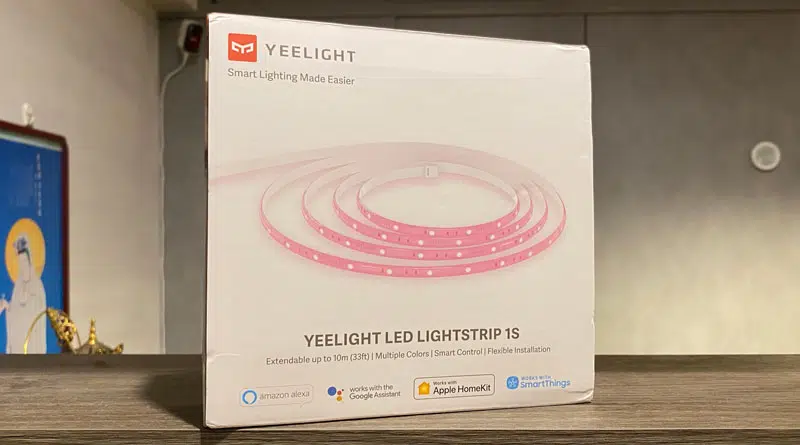 YEELIGHT
Smart Lighting Made Easier
YEELIGHT LED LIGHTSTRIP 1S
Extendable up to 10m (33ft) | Multiple Colors | Smart Control | Flexible Installation
amazon alexa
works with the
Google Assistant
Works with
Apple HomeKit
WORKS WITH
SmartThings